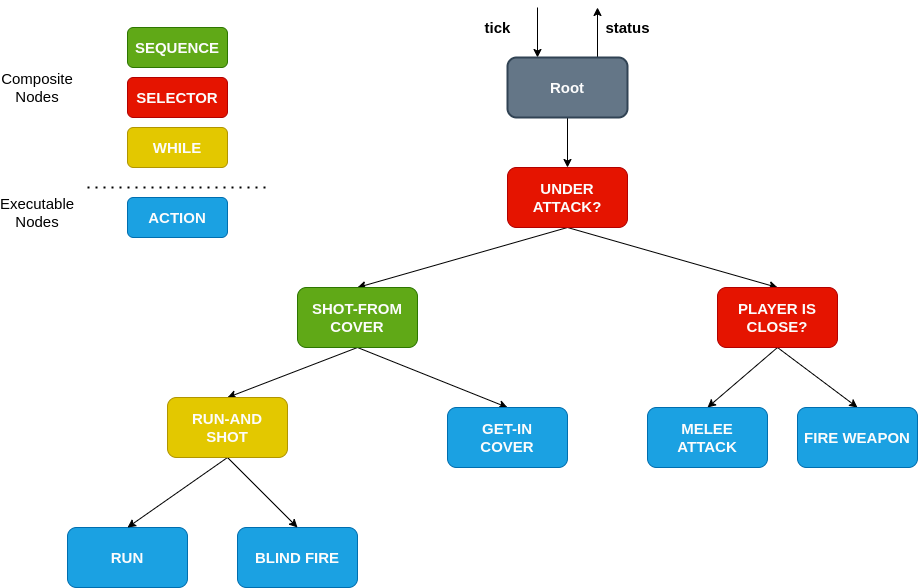 tick
status
SEQUENCE
Composite
Nodes
SELECTOR
WHILE
Executable
Nodes
ACTION
Root
UNDER
ATTACK?
SHOT-FROM
COVER
PLAYER IS
CLOSE?
RUN-AND
SHOT
GET-IN
COVER
MELEE
ATTACK
FIRE WEAPON
RUN
BLIND FIRE